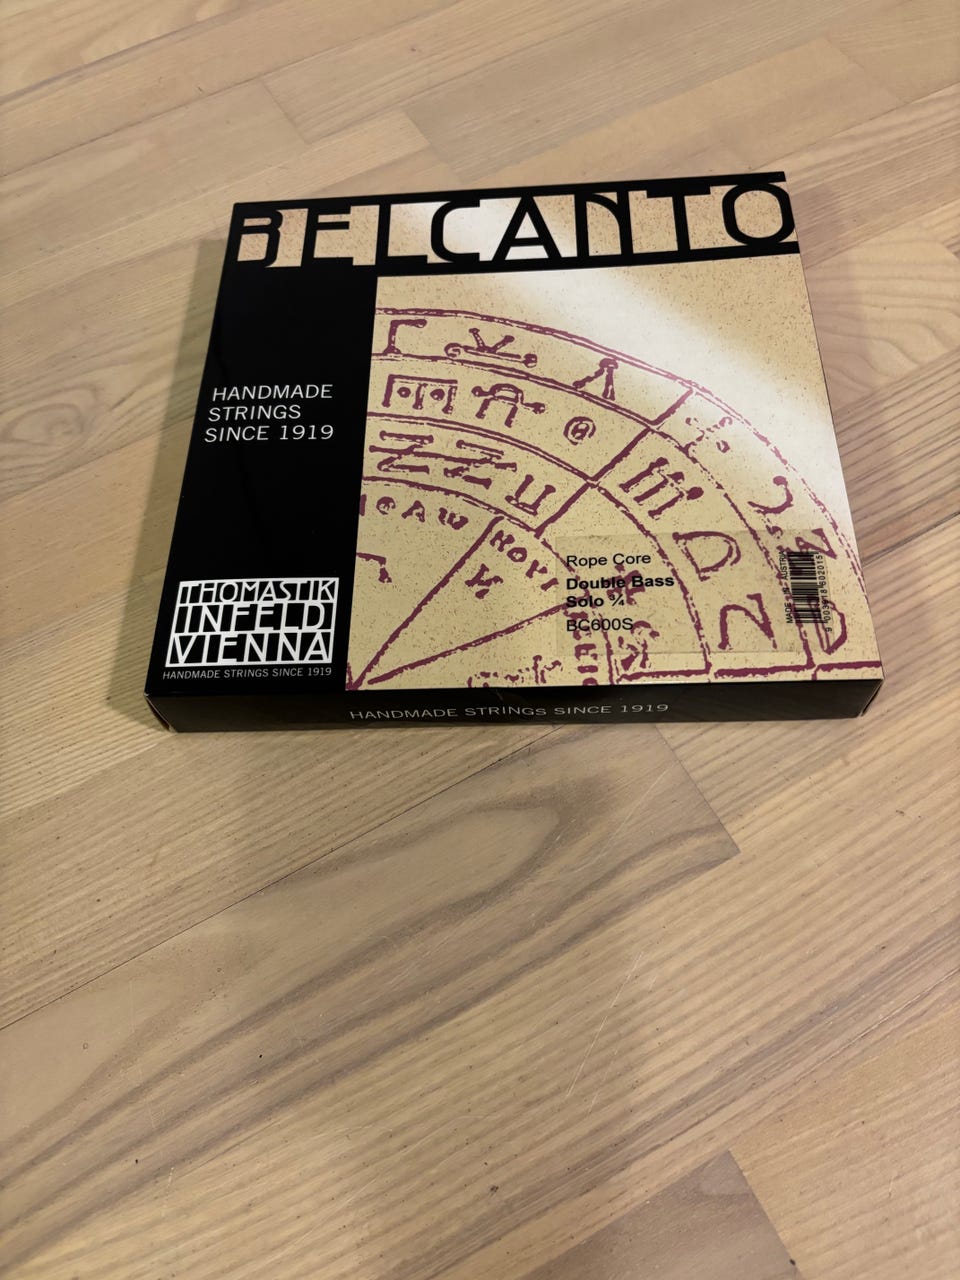 BELCANTO
HANDMADE
STRINGS
SINCE 1919
THOMASTIK
INFELD
VIENNA
HANDMADE STRINGS SINCE 1919
Rope Core
Double Bass
Solo ¾
BC600S
HANDMADE STRINGS SINCE 1919